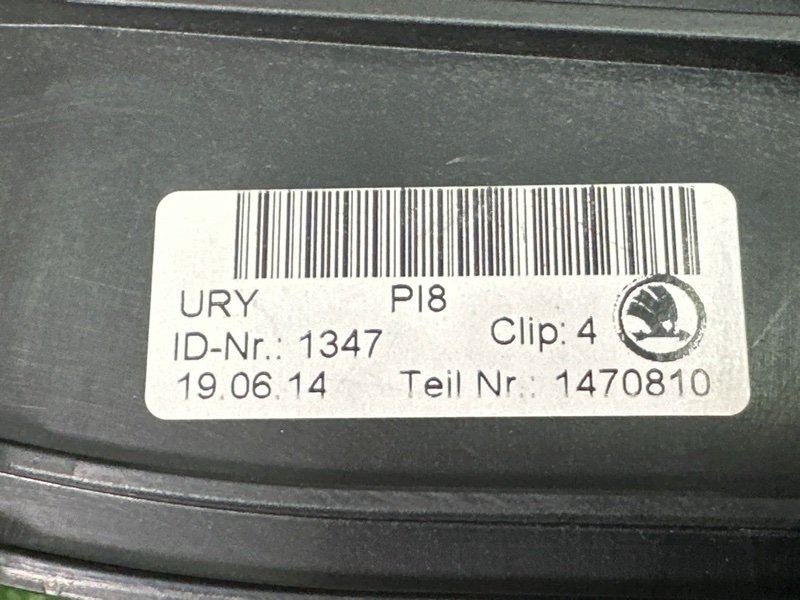 URY PI8
ID-Nr.: 1347 Clip: 4
19.06.14 Teil Nr.: 1470810